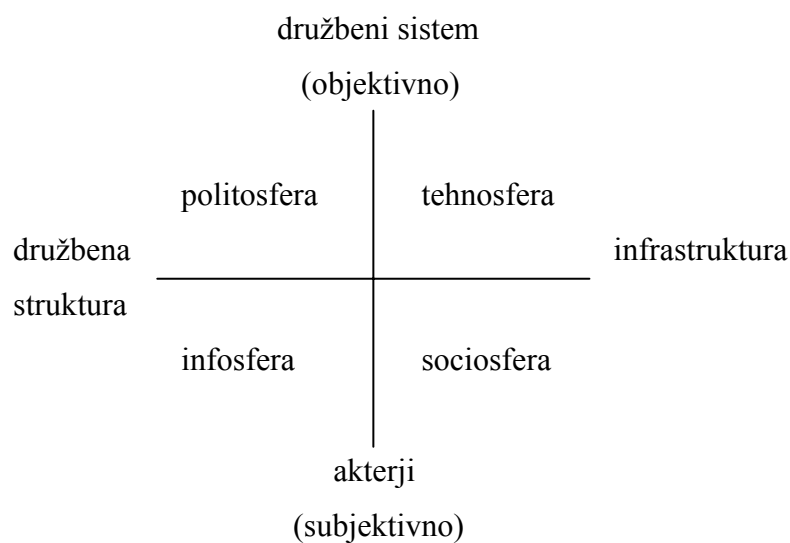 družbeni sistem
(objektivno)
politosfera
tehnosfera
družbena
struktura
infrastruktura
infosfera
sociosfera
akterji
(subjektivno)